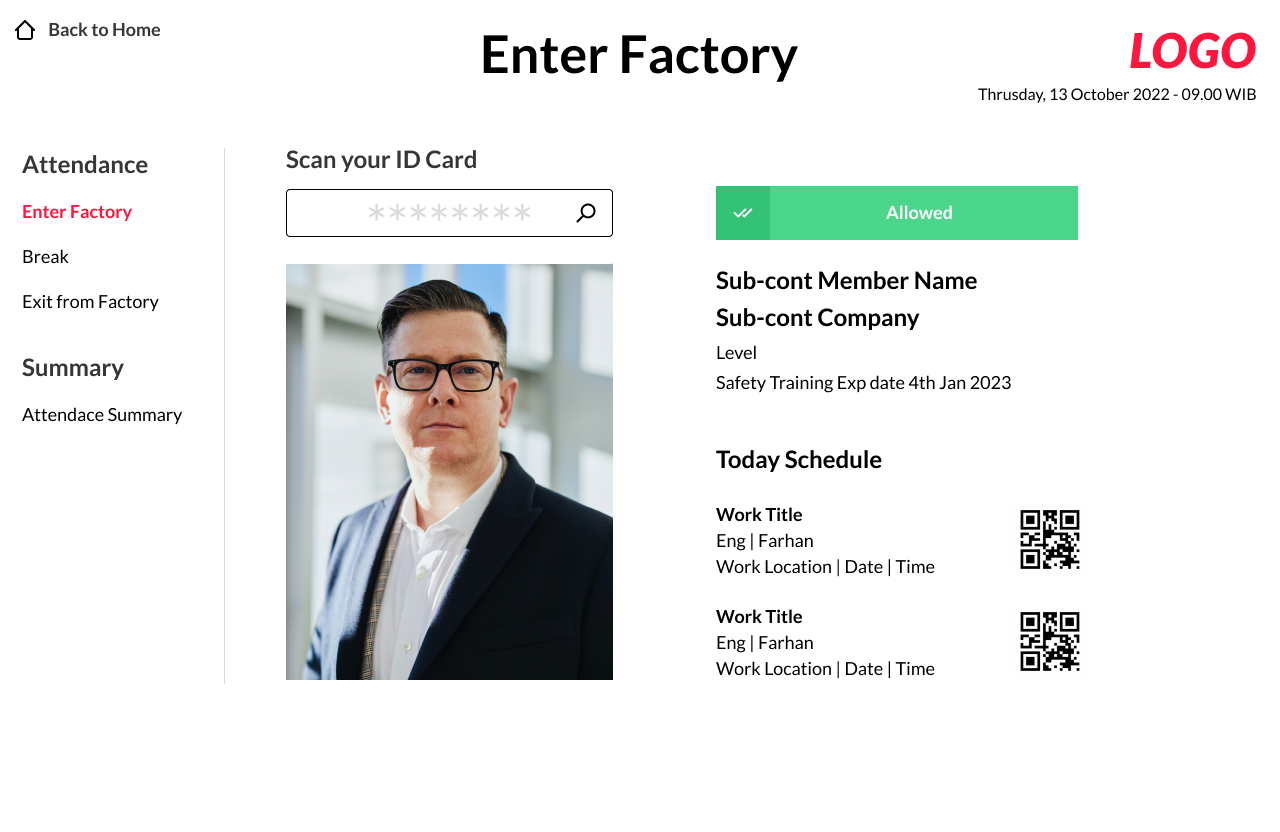 Back to Home
Enter Factory
LOGO
Thrusday, 13 October 2022 - 09.00 WIB
Attendance
Enter Factory
Break
Exit from Factory
Summary
Attendace Summary
Scan your ID Card
********
Allowed
Sub-cont Member Name
Sub-cont Company
Level
Safety Training Exp date 4th Jan 2023
Today Schedule
Work Title
Eng | Farhan
Work Location | Date | Time
Work Title
Eng | Farhan
Work Location | Date | Time